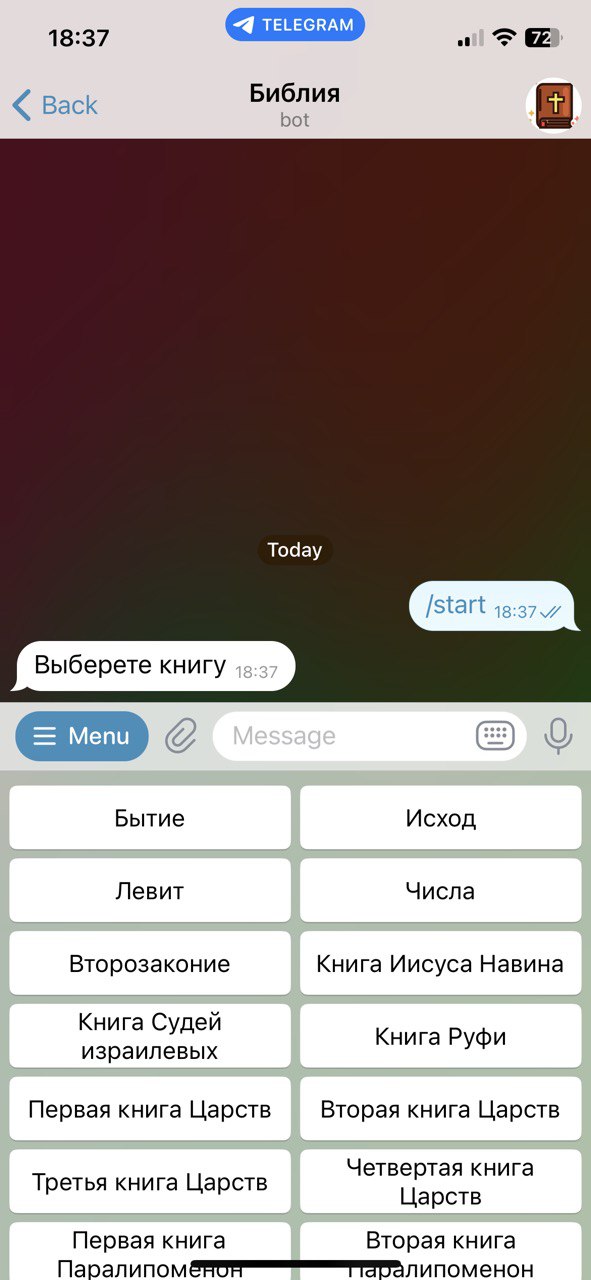 18:37
TELEGRAM
72
Back
Библия
bot
Today
/start 18:37
Выберете книгу 18:37
Menu
Message
Бытие
Исход
Левит
Числа
Второзаконие
Книга Иисуса Навина
Книга Судей
израилевых
Книга Руфи
Первая книга Царств
Вторая книга Царств
Третья книга Царств
Четвертая книга
Царств
Первая книга
Паралипоменон
Вторая книга
Паралипоменон